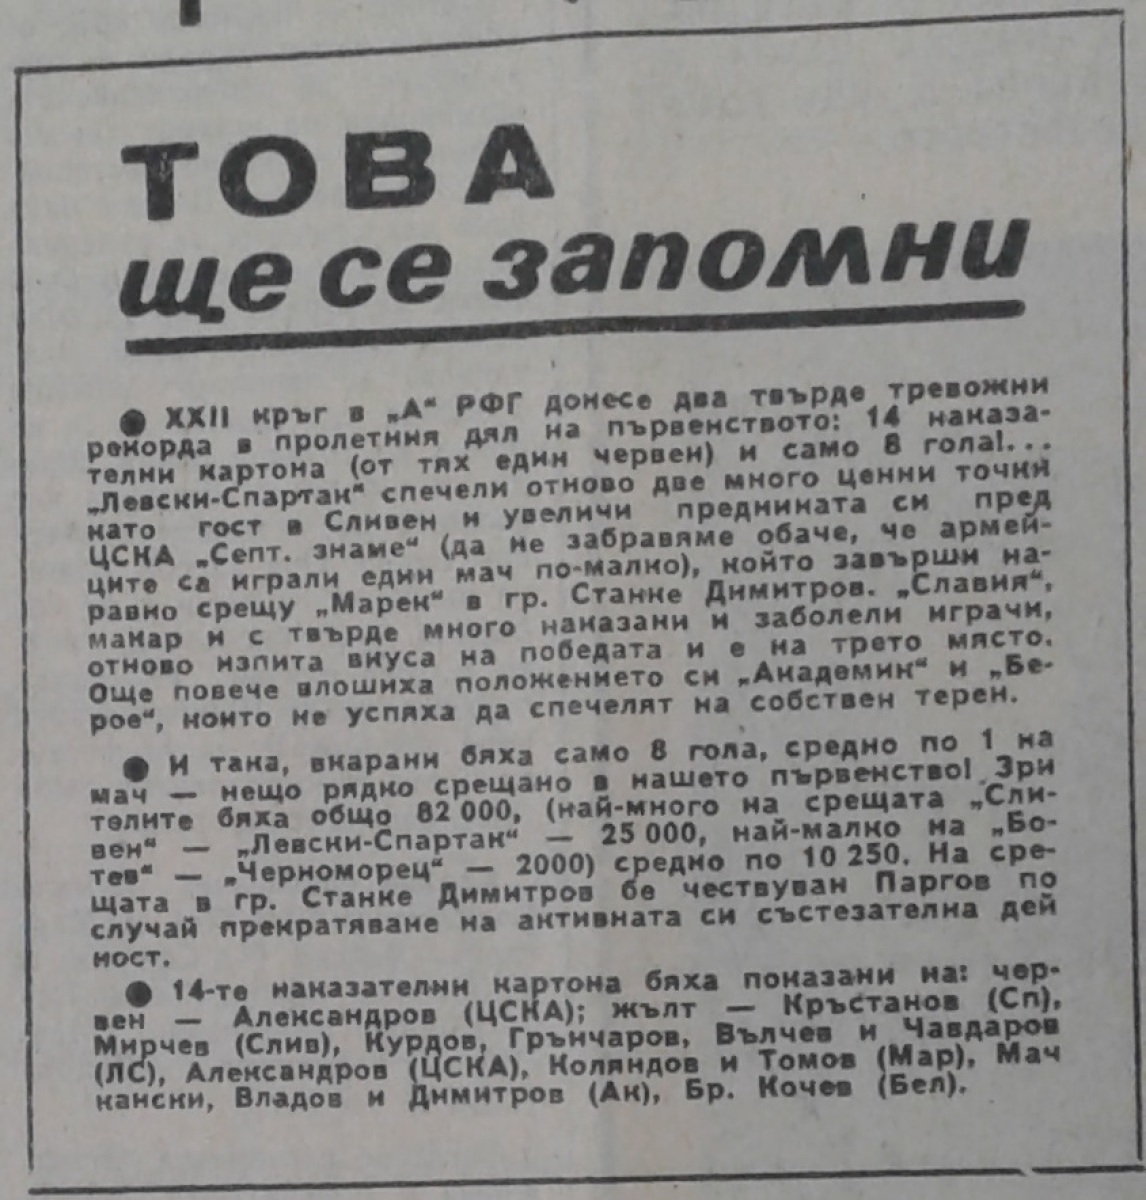 ТОВА
ще се запомни
● XXII кръг в „А“ РФГ донесе два твърде тревожни
рекорда в пролетния дял на първенството: 14 наказа-
телни картона (от тях един червен) и само 8 гола!...
„Левски-Спартак“ спечели отново две много ценни точки
като гост в Сливен и увеличи преднината си пред
ЦСКА „Септ. знаме“ (да не забравяме обаче, че армей-
ците са играли един мач по-малко), който завърши на-
равно срещу „Марек“ в гр. Станке Димитров. „Славия“,
макар и с твърде много наказани и заболели играчи,
отново изпита вкуса на победата и е на трето място.
Още повече влошиха положението си „Академик“ и „Бе-
рое“, които не успяха да спечелят на собствен терен.
● И така, вкарани бяха само 8 гола, средно по 1 на
мач — нещо рядко срещано в нашето първенство! Зри
телите бяха общо 82 000, (най-много на срещата „Сли-
вен“ — „Левски-Спартак“ — 25 000, най-малко на „Бо-
тев“ — „Черноморец“ — 2000) средно по 10 250. На сре-
щата в гр. Станке Димитров бе чествуван Паргов по
случай прекратяване на активната си състезателна дей
ност.
● 14-те наказателни картона бяха показани на: чер-
вен — Александров (ЦСКА); жълт — Кръстанов (Сп),
Мирчев (Слив), Курдов, Грънчаров, Вълчев и Чавдаров
(ЛС), Александров (ЦСКА), Коляндов и Томов (Мар), Мач
кански, Владов и Димитров (Ак), Бр. Кочев (Бел).